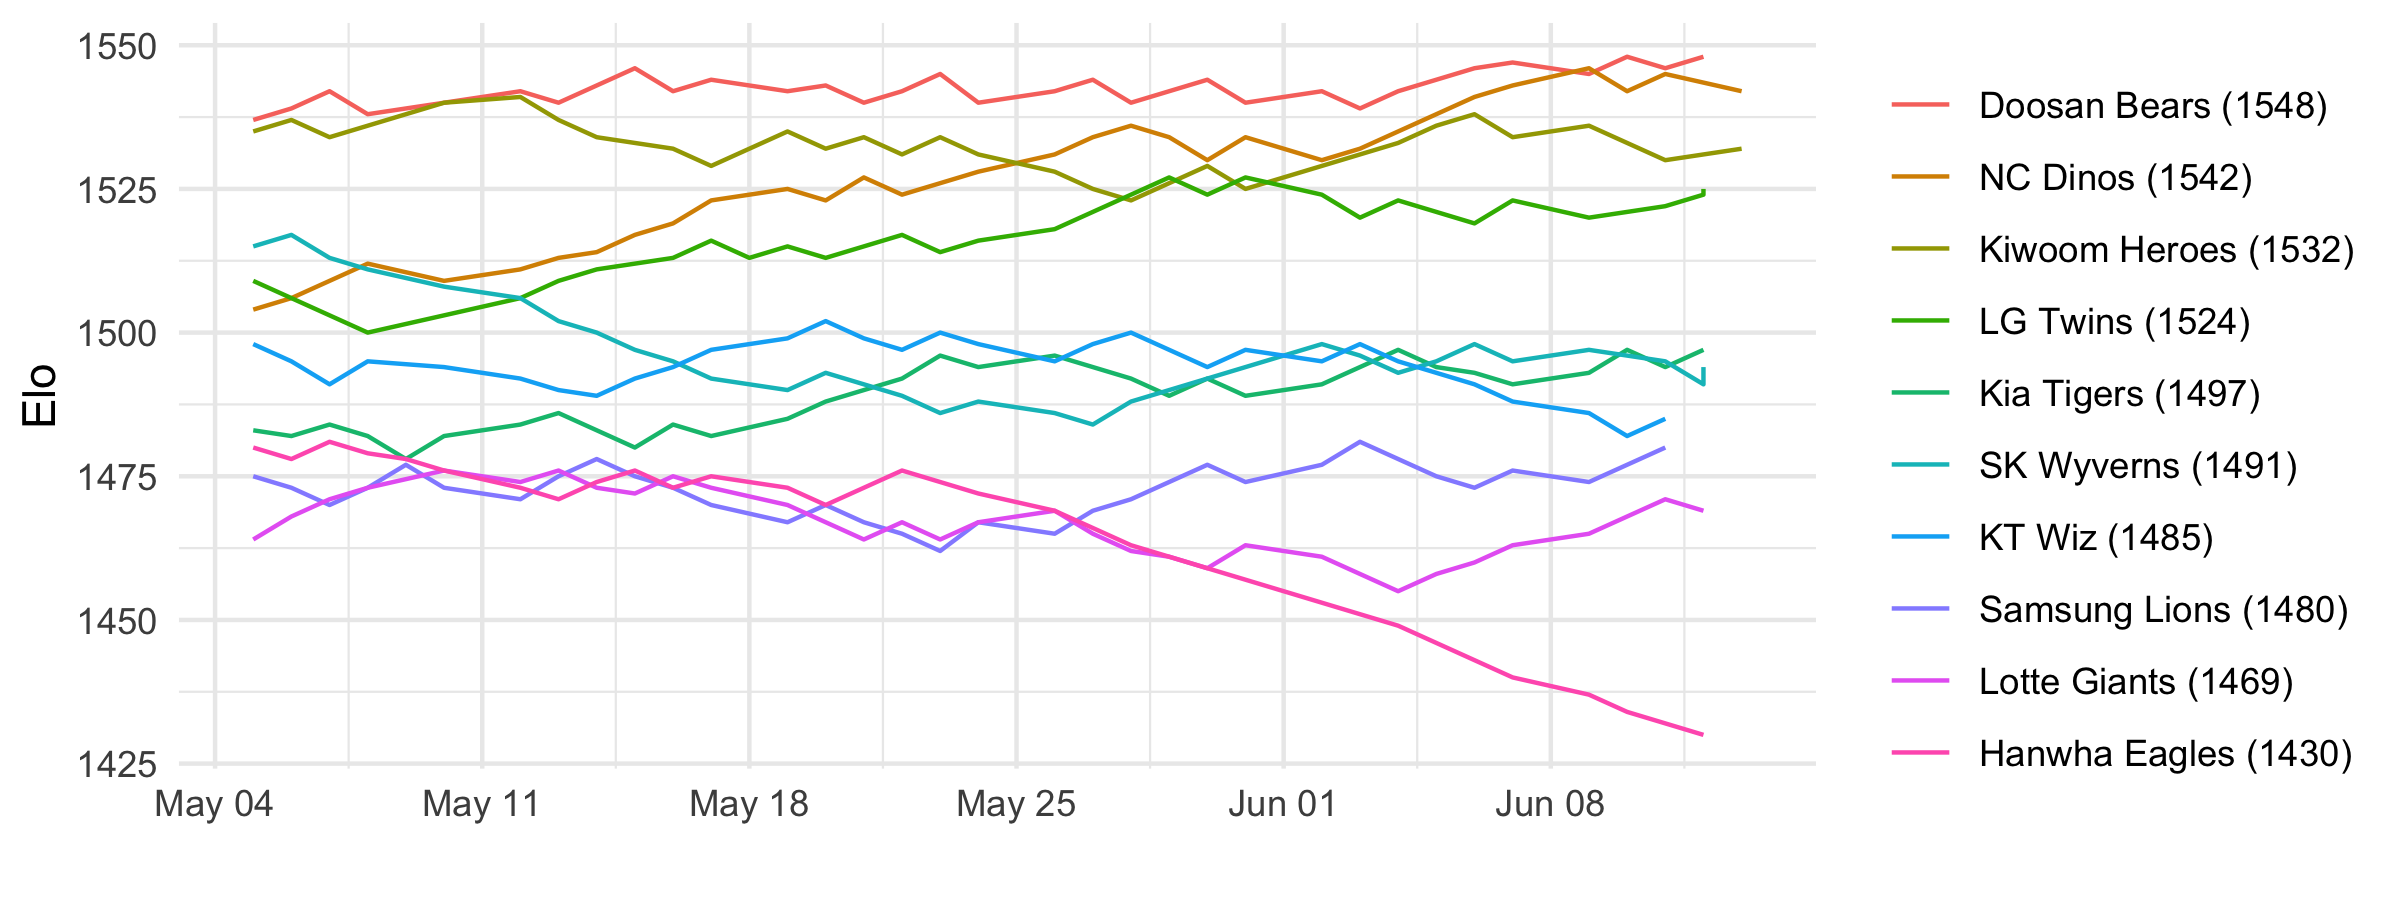 1550
1525
1500
1475
1450
1425
Elo
May 04
May 11
May 18
May 25
Jun 01
Jun 08
Doosan Bears (1548)
NC Dinos (1542)
Kiwoom Heroes (1532)
LG Twins (1524)
Kia Tigers (1497)
SK Wyverns (1491)
KT Wiz (1485)
Samsung Lions (1480)
Lotte Giants (1469)
Hanwha Eagles (1430)